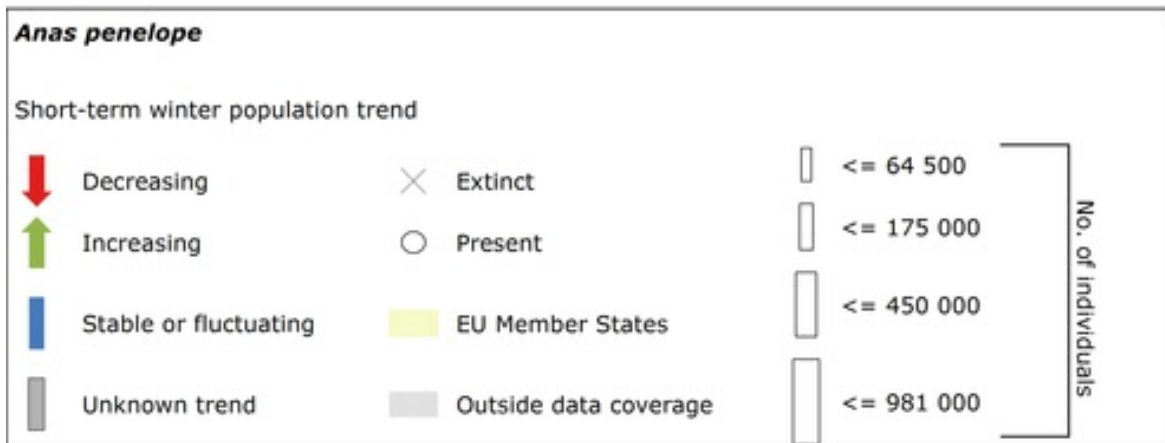 Anas penelope
Short-term winter population trend
Decreasing
Extinct
<= 64 500
Increasing
Present
<= 175 000
Stable or fluctuating
EU Member States
<= 450 000
Unknown trend
Outside data coverage
<= 981 000
No. of individuals